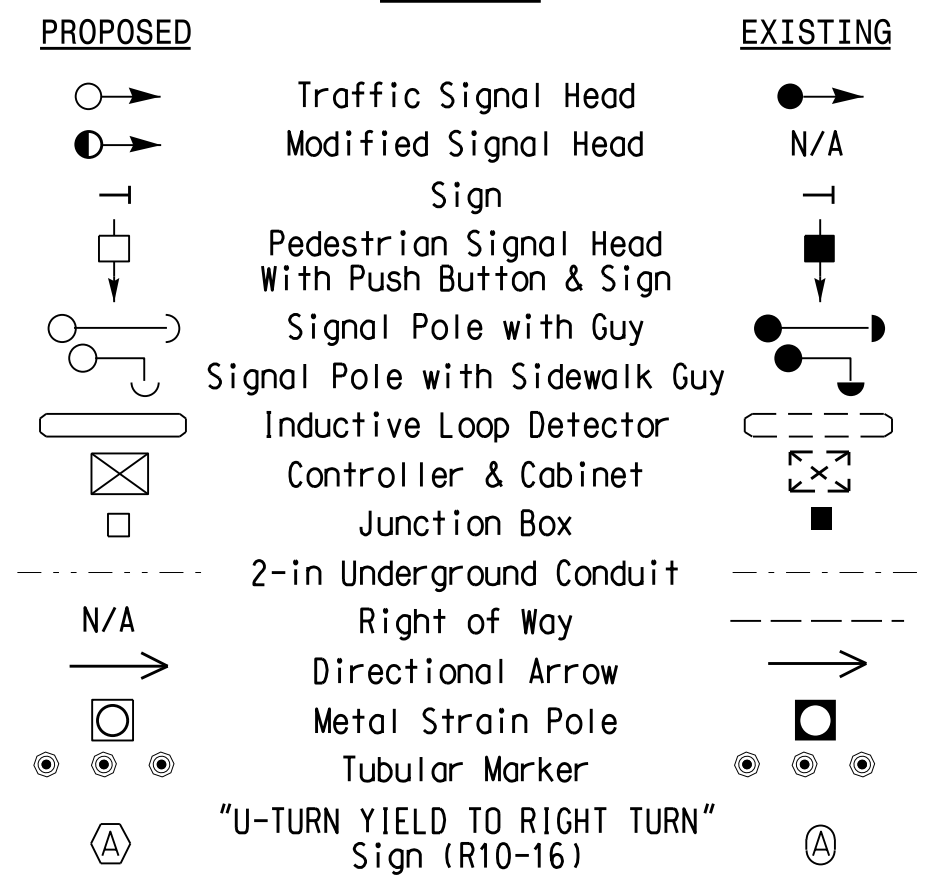 PROPOSED EXISTING
Traffic Signal Head
Modified Signal Head N/A
Sign
Pedestrian Signal Head
With Push Button & Sign
Signal Pole with Guy
Signal Pole with Sidewalk Guy
Inductive Loop Detector
Controller & Cabinet
Junction Box
2-in Underground Conduit
N/A Right of Way
Directional Arrow
Metal Strain Pole
Tubular Marker
"U-TURN YIELD TO RIGHT TURN"
A Sign (R10-16) A